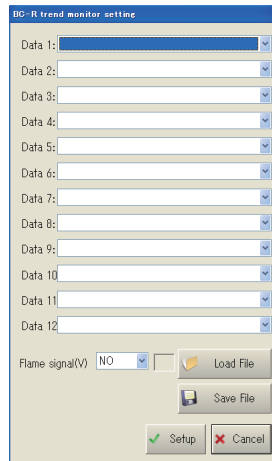 BC-R trend monitor setting
Data 1:
Data 2:
Data 3:
Data 4:
Data 5:
Data 6:
Data 7:
Data 8:
Data 9:
Data 10
Data 11
Data 12
Flame signal(V) NO Load File
Save File
Setup Cancel